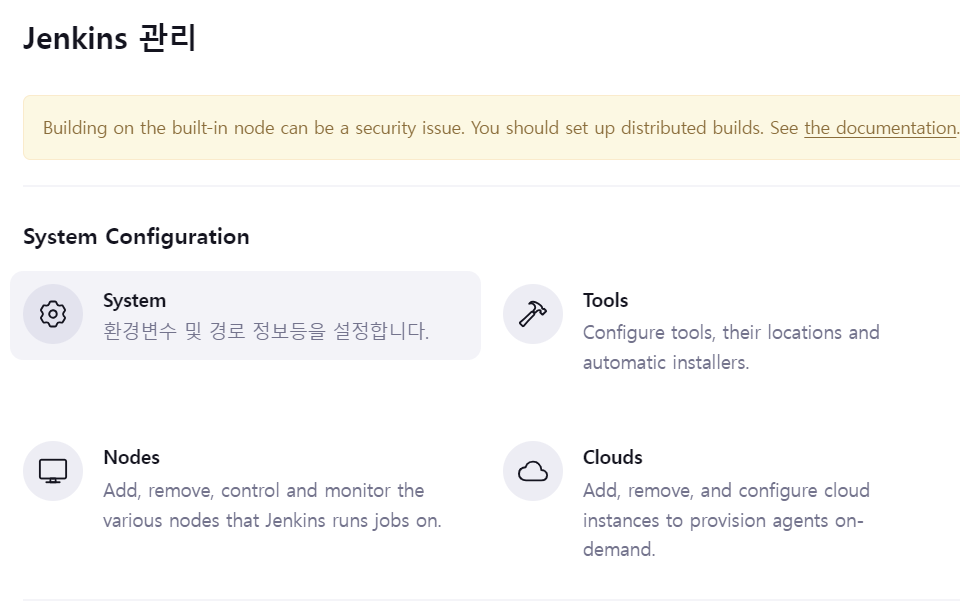 Jenkins 관리
Building on the built-in node can be a security issue. You should set up distributed builds. See the documentation.
System Configuration
System
환경변수 및 경로 정보등을 설정합니다.
Tools
Configure tools, their locations and
automatic installers.
Nodes
Add, remove, control and monitor the
various nodes that Jenkins runs jobs on.
Clouds
Add, remove, and configure cloud
instances to provision agents on-
demand.